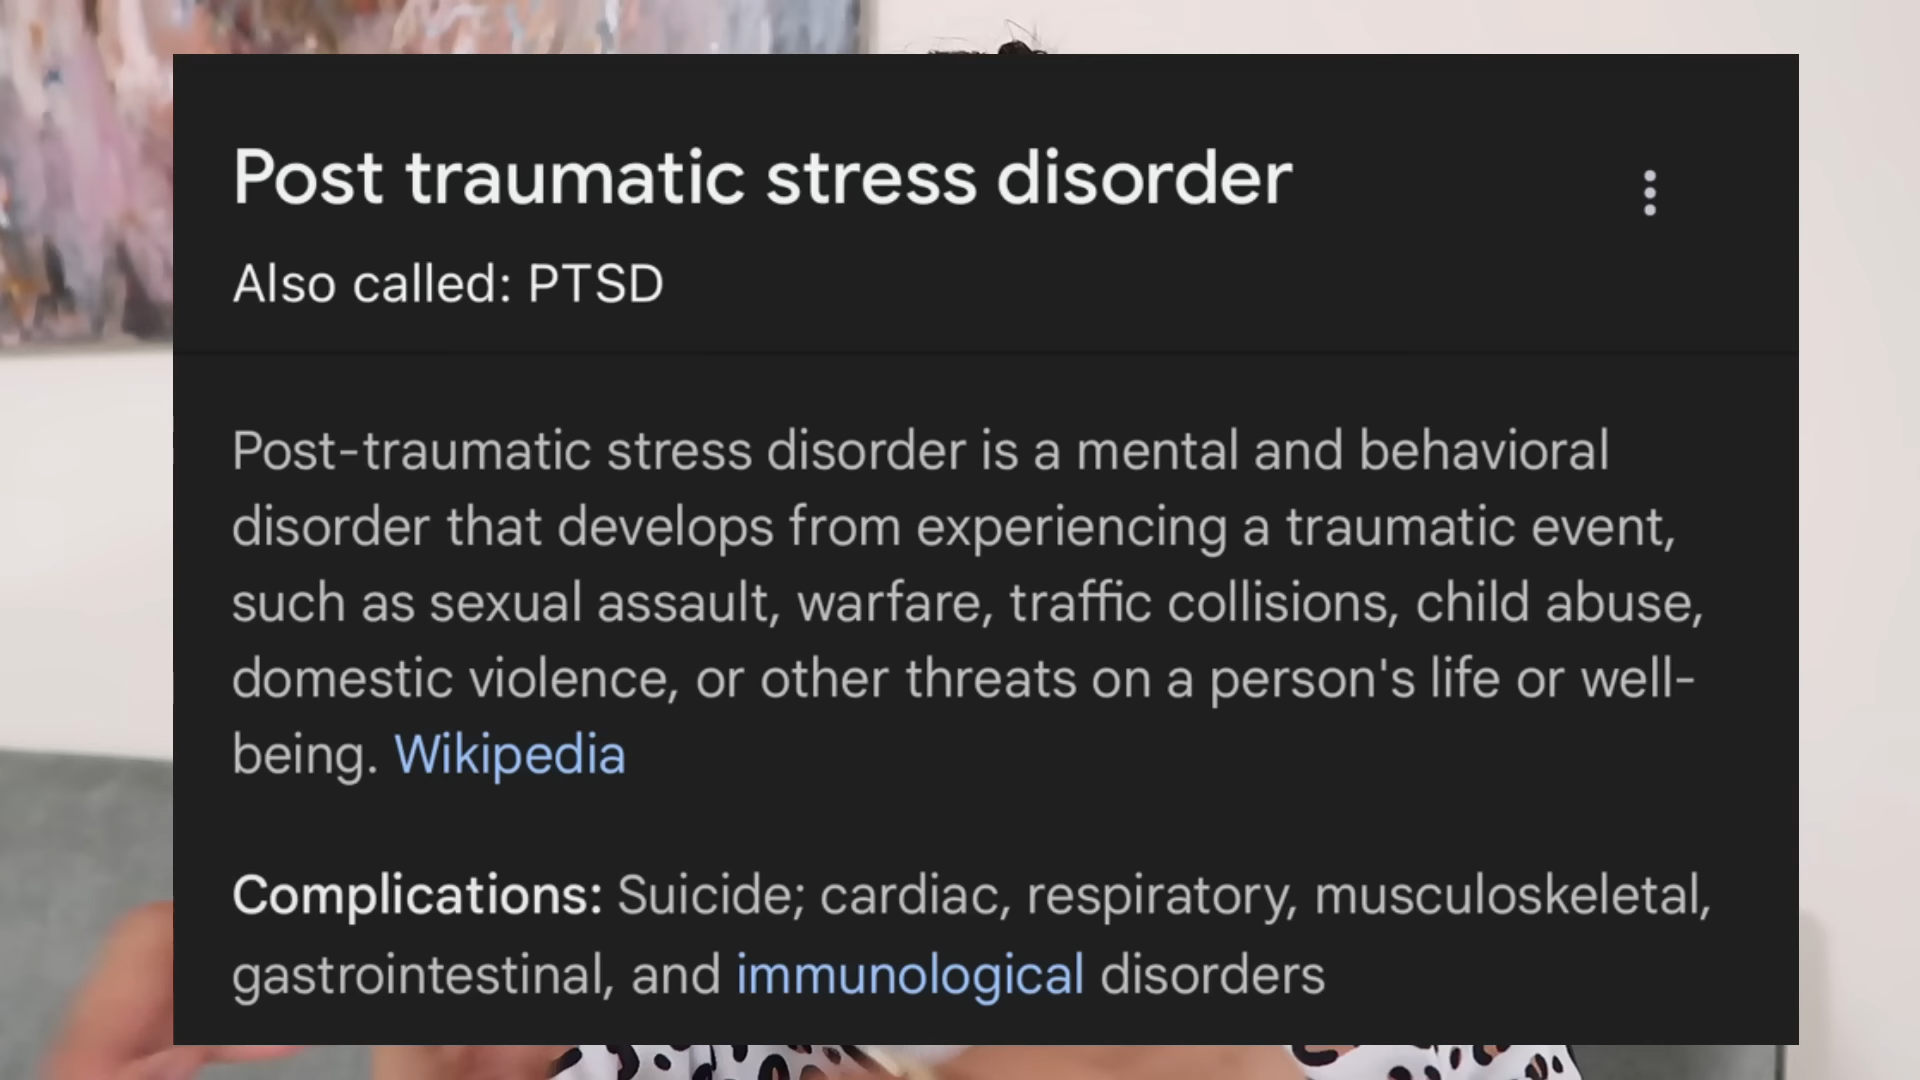 Post traumatic stress disorder
Also called: PTSD
Post-traumatic stress disorder is a mental and behavioral
disorder that develops from experiencing a traumatic event,
such as sexual assault, warfare, traffic collisions, child abuse,
domestic violence, or other threats on a person's life or well-
being. Wikipedia
Complications: Suicide; cardiac, respiratory, musculoskeletal,
gastrointestinal, and immunological disorders